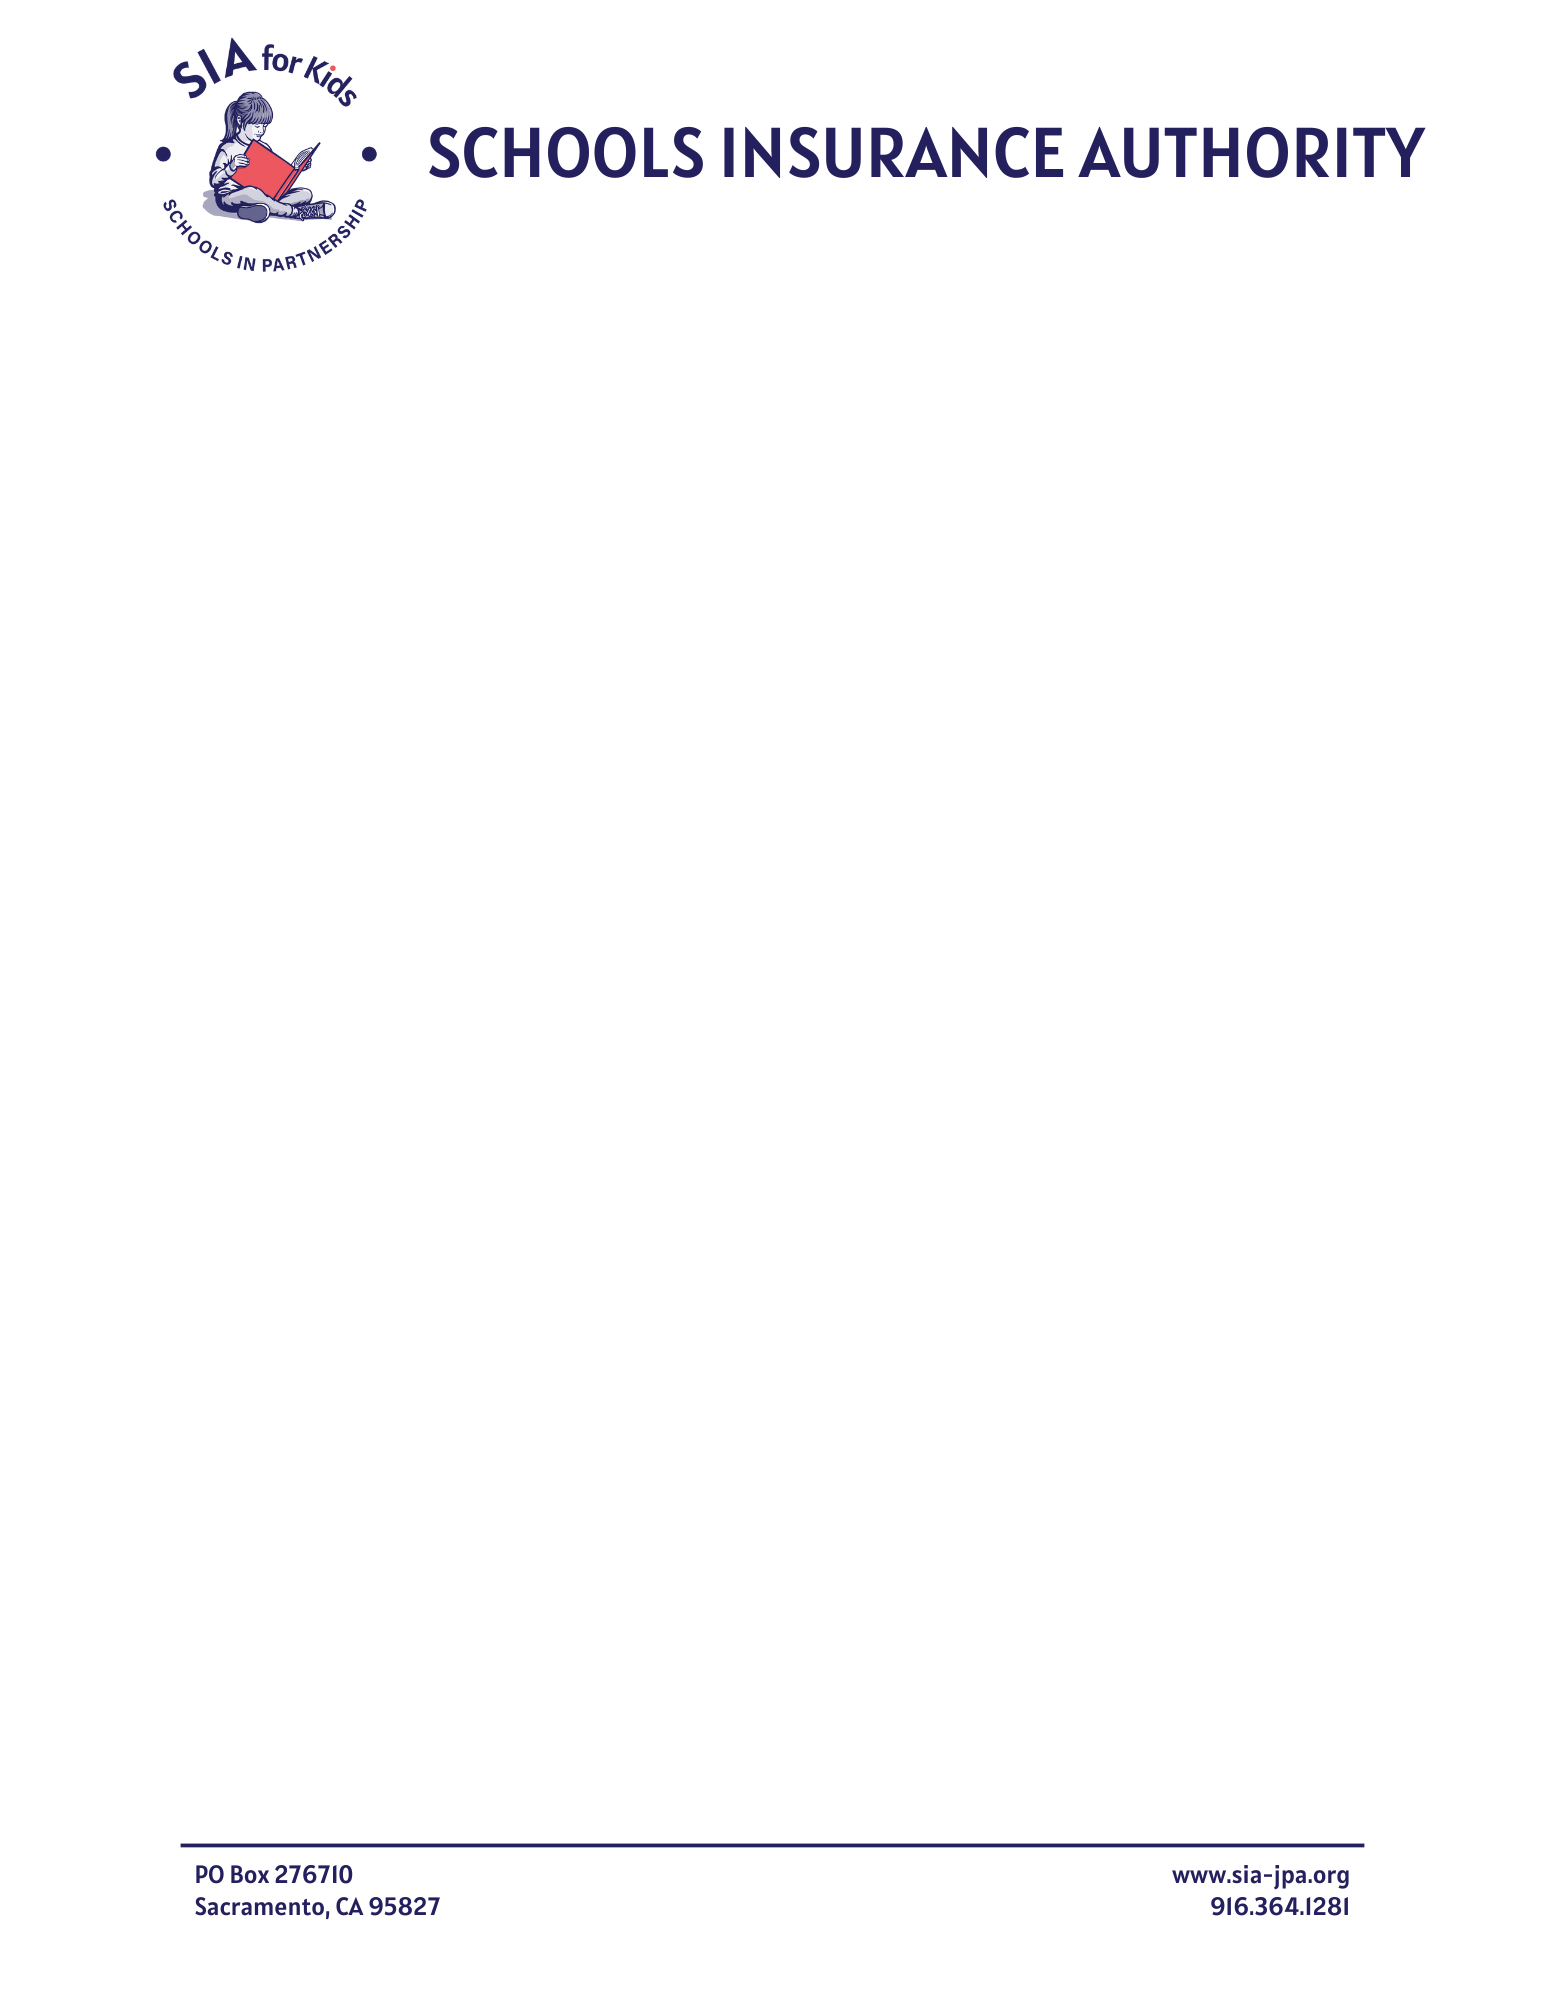 SIA for Kids
SCHOOLS IN PARTNERSHIP
SCHOOLS INSURANCE AUTHORITY
PO Box 276710
Sacramento, CA 95827
www.sia-jpa.org
916.364.1281